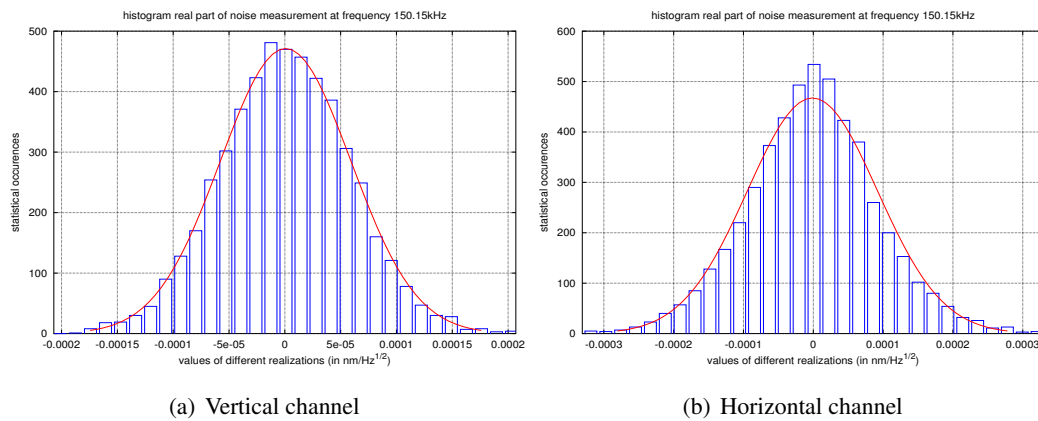 histogram real part of noise measurement at frequency 150.15kHz
500
400
300
200
100
0
statistical occurences
-0.0002 -0.00015 -0.0001 -5e-05 0 5e-05 0.0001 0.00015 0.0002
values of different realizations (in nm/Hz^1/2)
(a) Vertical channel
histogram real part of noise measurement at frequency 150.15kHz
600
500
400
300
200
100
0
statistical occurences
-0.0003 -0.0002 -0.0001 0 0.0001 0.0002 0.0003
values of different realizations (in nm/Hz^1/2)
(b) Horizontal channel